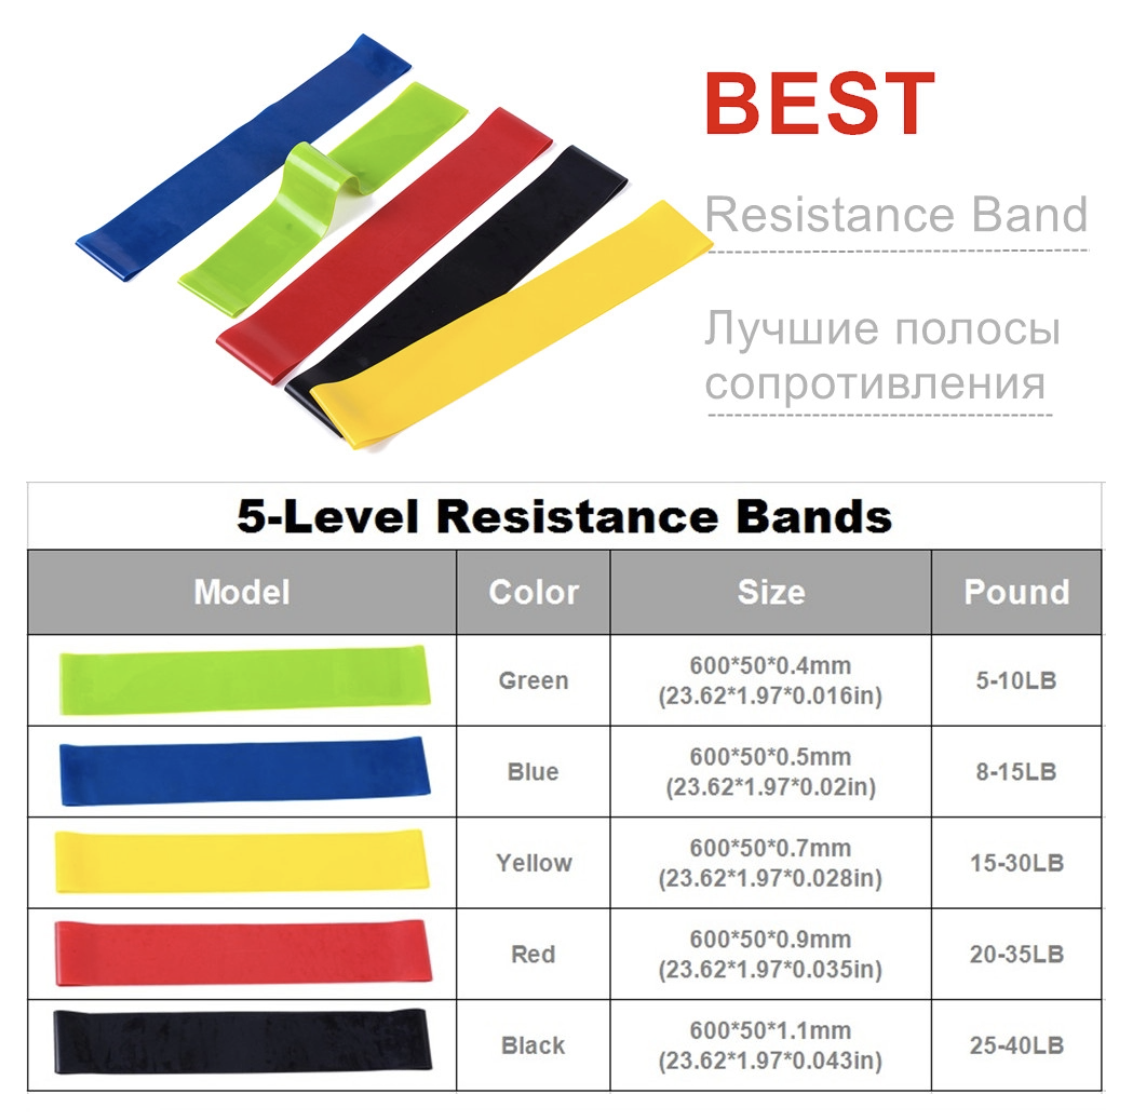 BEST
Resistance Band
Лучшие полосы
сопротивления
5-Level Resistance Bands
Model Color Size Pound
Green 600*50*0.4mm (23.62*1.97*0.016in) 5-10LB
Blue 600*50*0.5mm (23.62*1.97*0.02in) 8-15LB
Yellow 600*50*0.7mm (23.62*1.97*0.028in) 15-30LB
Red 600*50*0.9mm (23.62*1.97*0.035in) 20-35LB
Black 600*50*1.1mm (23.62*1.97*0.043in) 25-40LB